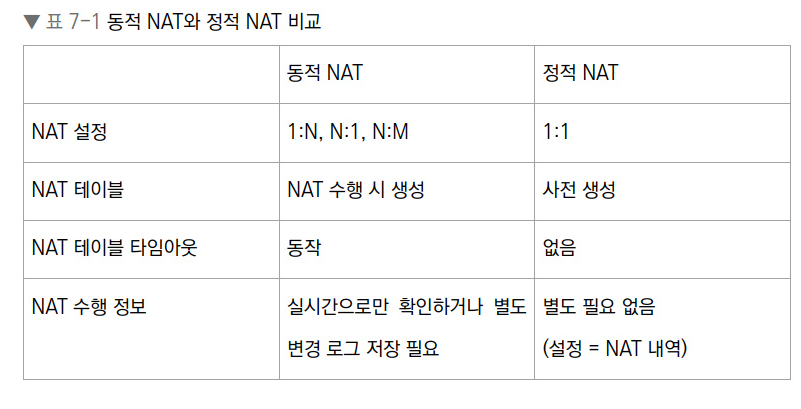 ▼ 표 7-1 동적 NAT와 정적 NAT 비교
동적 NAT
정적 NAT
NAT 설정
1:N, N:1, N:M
1:1
NAT 테이블
NAT 수행 시 생성
사전 생성
NAT 테이블 타임아웃
동작
없음
NAT 수행 정보
실시간으로만 확인하거나 별도
변경 로그 저장 필요
별도 필요 없음
(설정 = NAT 내역)